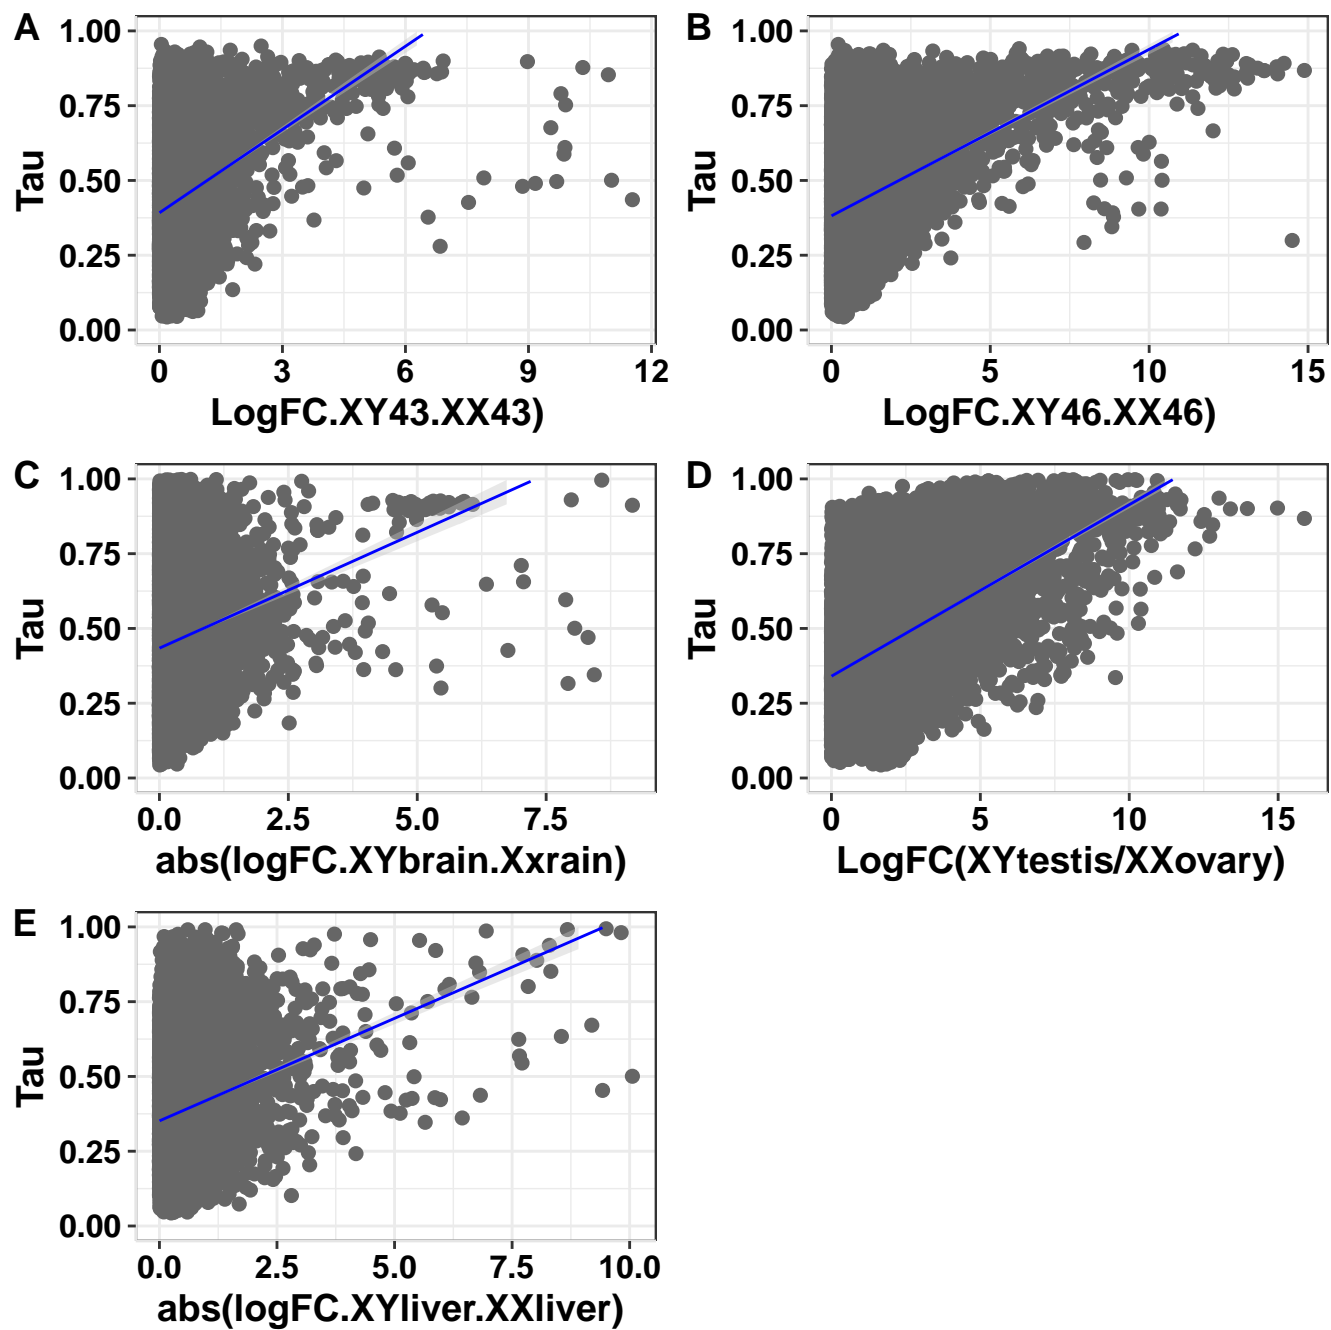 A
1.00
0.75
0.50
0.25
0.00
Tau
0 3 6 9 12
LogFC.XY43.XX43)
B
1.00
0.75
0.50
0.25
0.00
Tau
0 5 10 15
LogFC.XY46.XX46)
C
1.00
0.75
0.50
0.25
0.00
Tau
0.0 2.5 5.0 7.5
abs(logFC.XYbrain.Xxrain)
D
1.00
0.75
0.50
0.25
0.00
Tau
0 5 10 15
LogFC(XYtestis/XXovary)
E
1.00
0.75
0.50
0.25
0.00
Tau
0.0 2.5 5.0 7.5 10.0
abs(logFC.XYliver.XXliver)